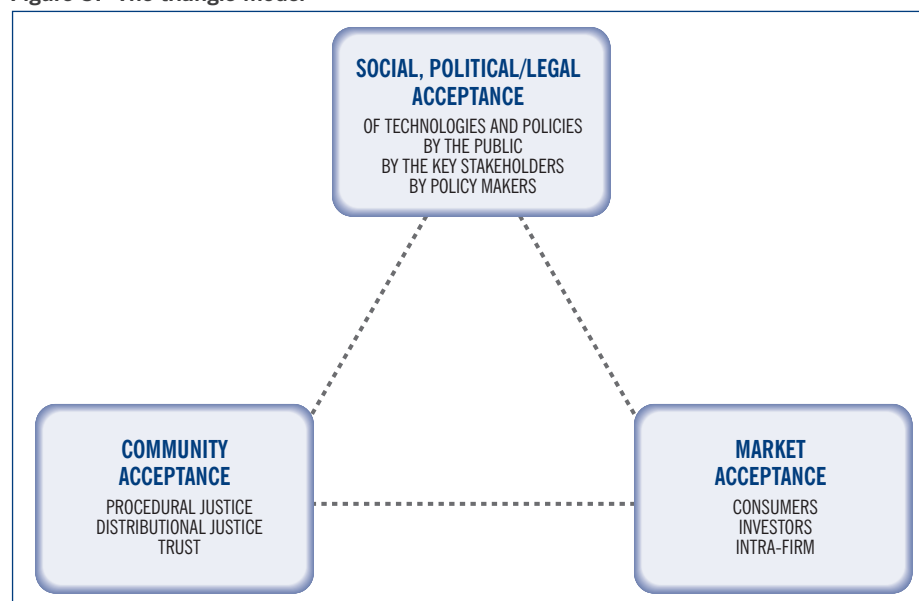 SOCIAL, POLITICAL/LEGAL
ACCEPTANCE
OF TECHNOLOGIES AND POLICIES
BY THE PUBLIC
BY THE KEY STAKEHOLDERS
BY POLICY MAKERS
COMMUNITY
ACCEPTANCE
PROCEDURAL JUSTICE
DISTRIBUTIONAL JUSTICE
TRUST
MARKET
ACCEPTANCE
CONSUMERS
INVESTORS
INTRA-FIRM